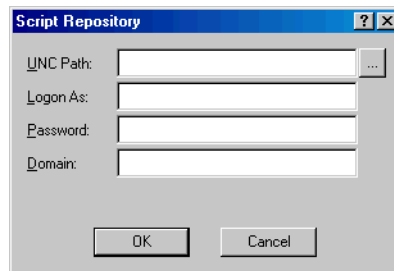 Script Repository
UNC Path:
...
Logon As:
Password:
Domain:
OK Cancel